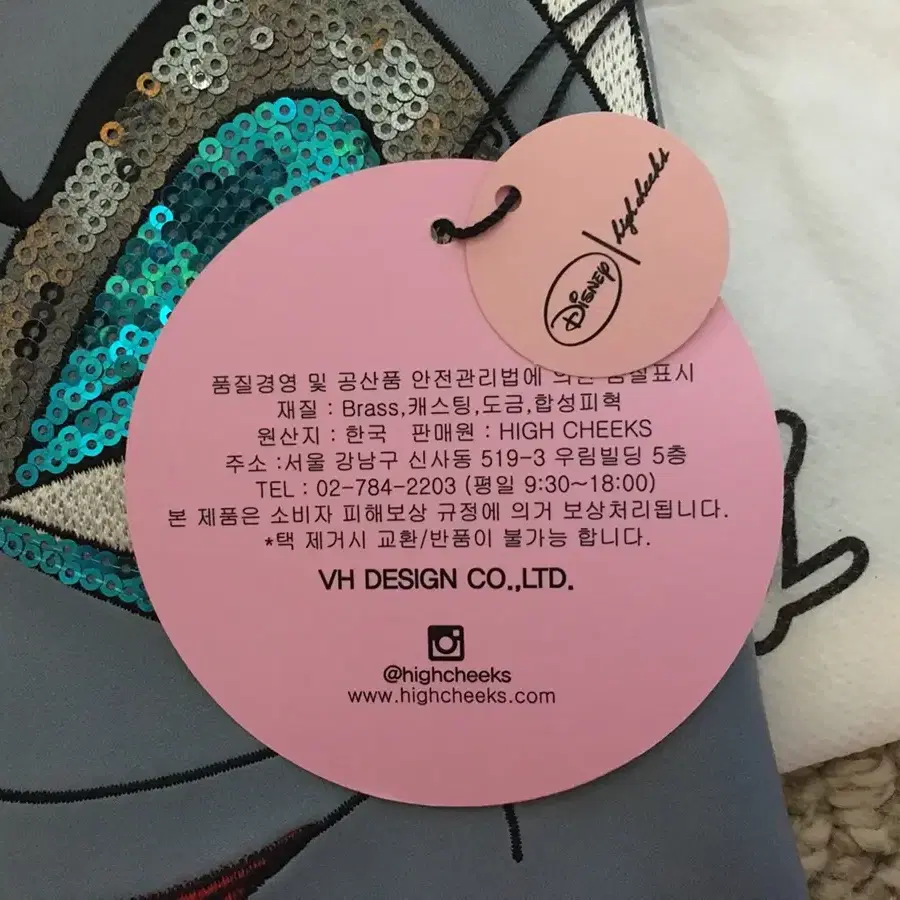 DISNEY / high cheeks
품질경영 및 공산품 안전관리법에 의한 품질표시
재질 : Brass,캐스팅,도금,합성피혁
원산지 : 한국 판매원 : HIGH CHEEKS
주소 :서울 강남구 신사동 519-3 우림빌딩 5층
TEL : 02-784-2203 (평일 9:30~18:00)
본 제품은 소비자 피해보상 규정에 의거 보상처리됩니다.
*택 제거시 교환/반품이 불가능 합니다.
VH DESIGN CO.,LTD.
@highcheeks
www.highcheeks.com